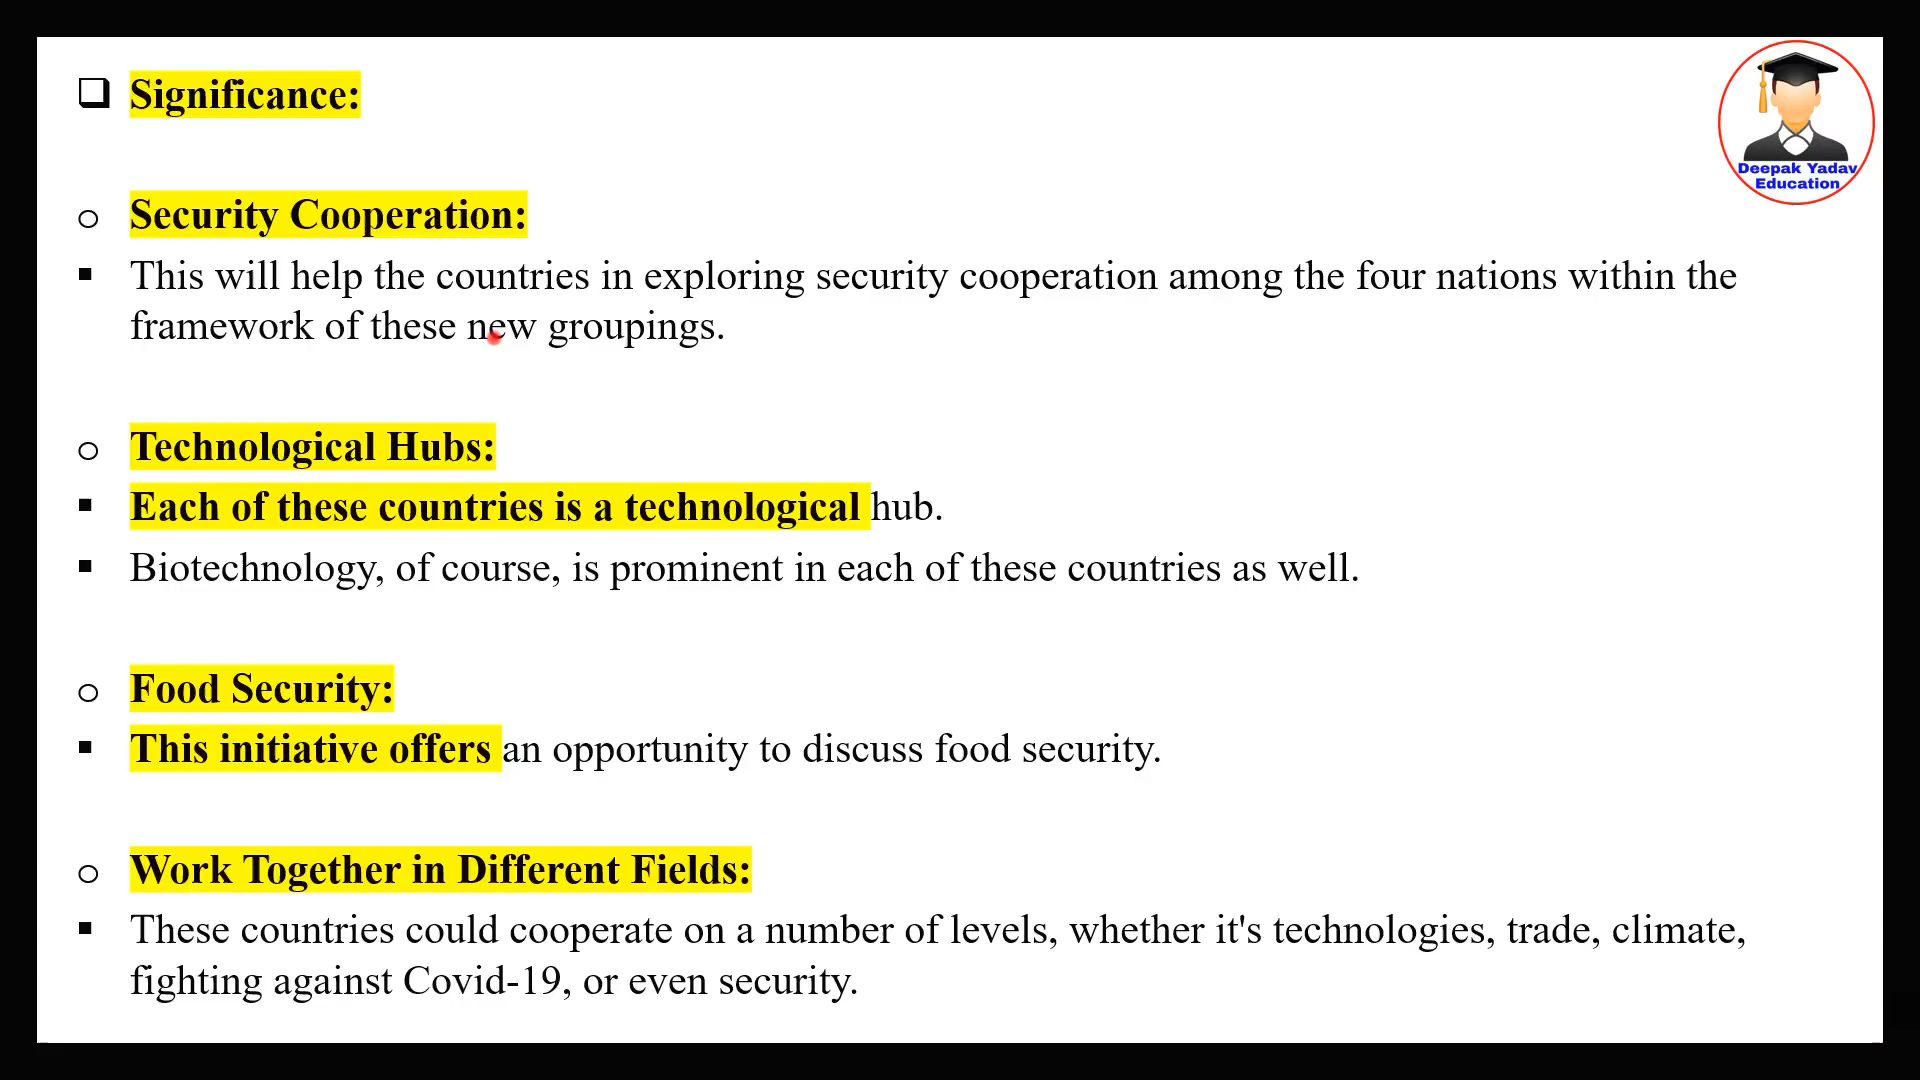 Significance:
Deepak Yadav
Education
Security Cooperation:
This will help the countries in exploring security cooperation among the four nations within the
framework of these new groupings.
Technological Hubs:
Each of these countries is a technological hub.
Biotechnology, of course, is prominent in each of these countries as well.
Food Security:
This initiative offers an opportunity to discuss food security.
Work Together in Different Fields:
These countries could cooperate on a number of levels, whether it's technologies, trade, climate,
fighting against Covid-19, or even security.